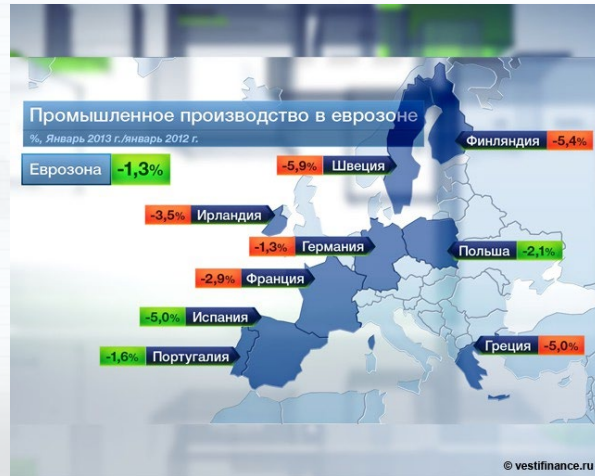 Промышленное производство в еврозоне
%, Январь 2013 г./январь 2012 г.
Еврозона -1,3%
Финляндия -5,4%
-5,9% Швеция
-3,5% Ирландия
-1,3% Германия
Польша -2,1%
-2,9% Франция
-5,0% Испания
Греция -5,0%
-1,6% Португалия
© vestifinance.ru